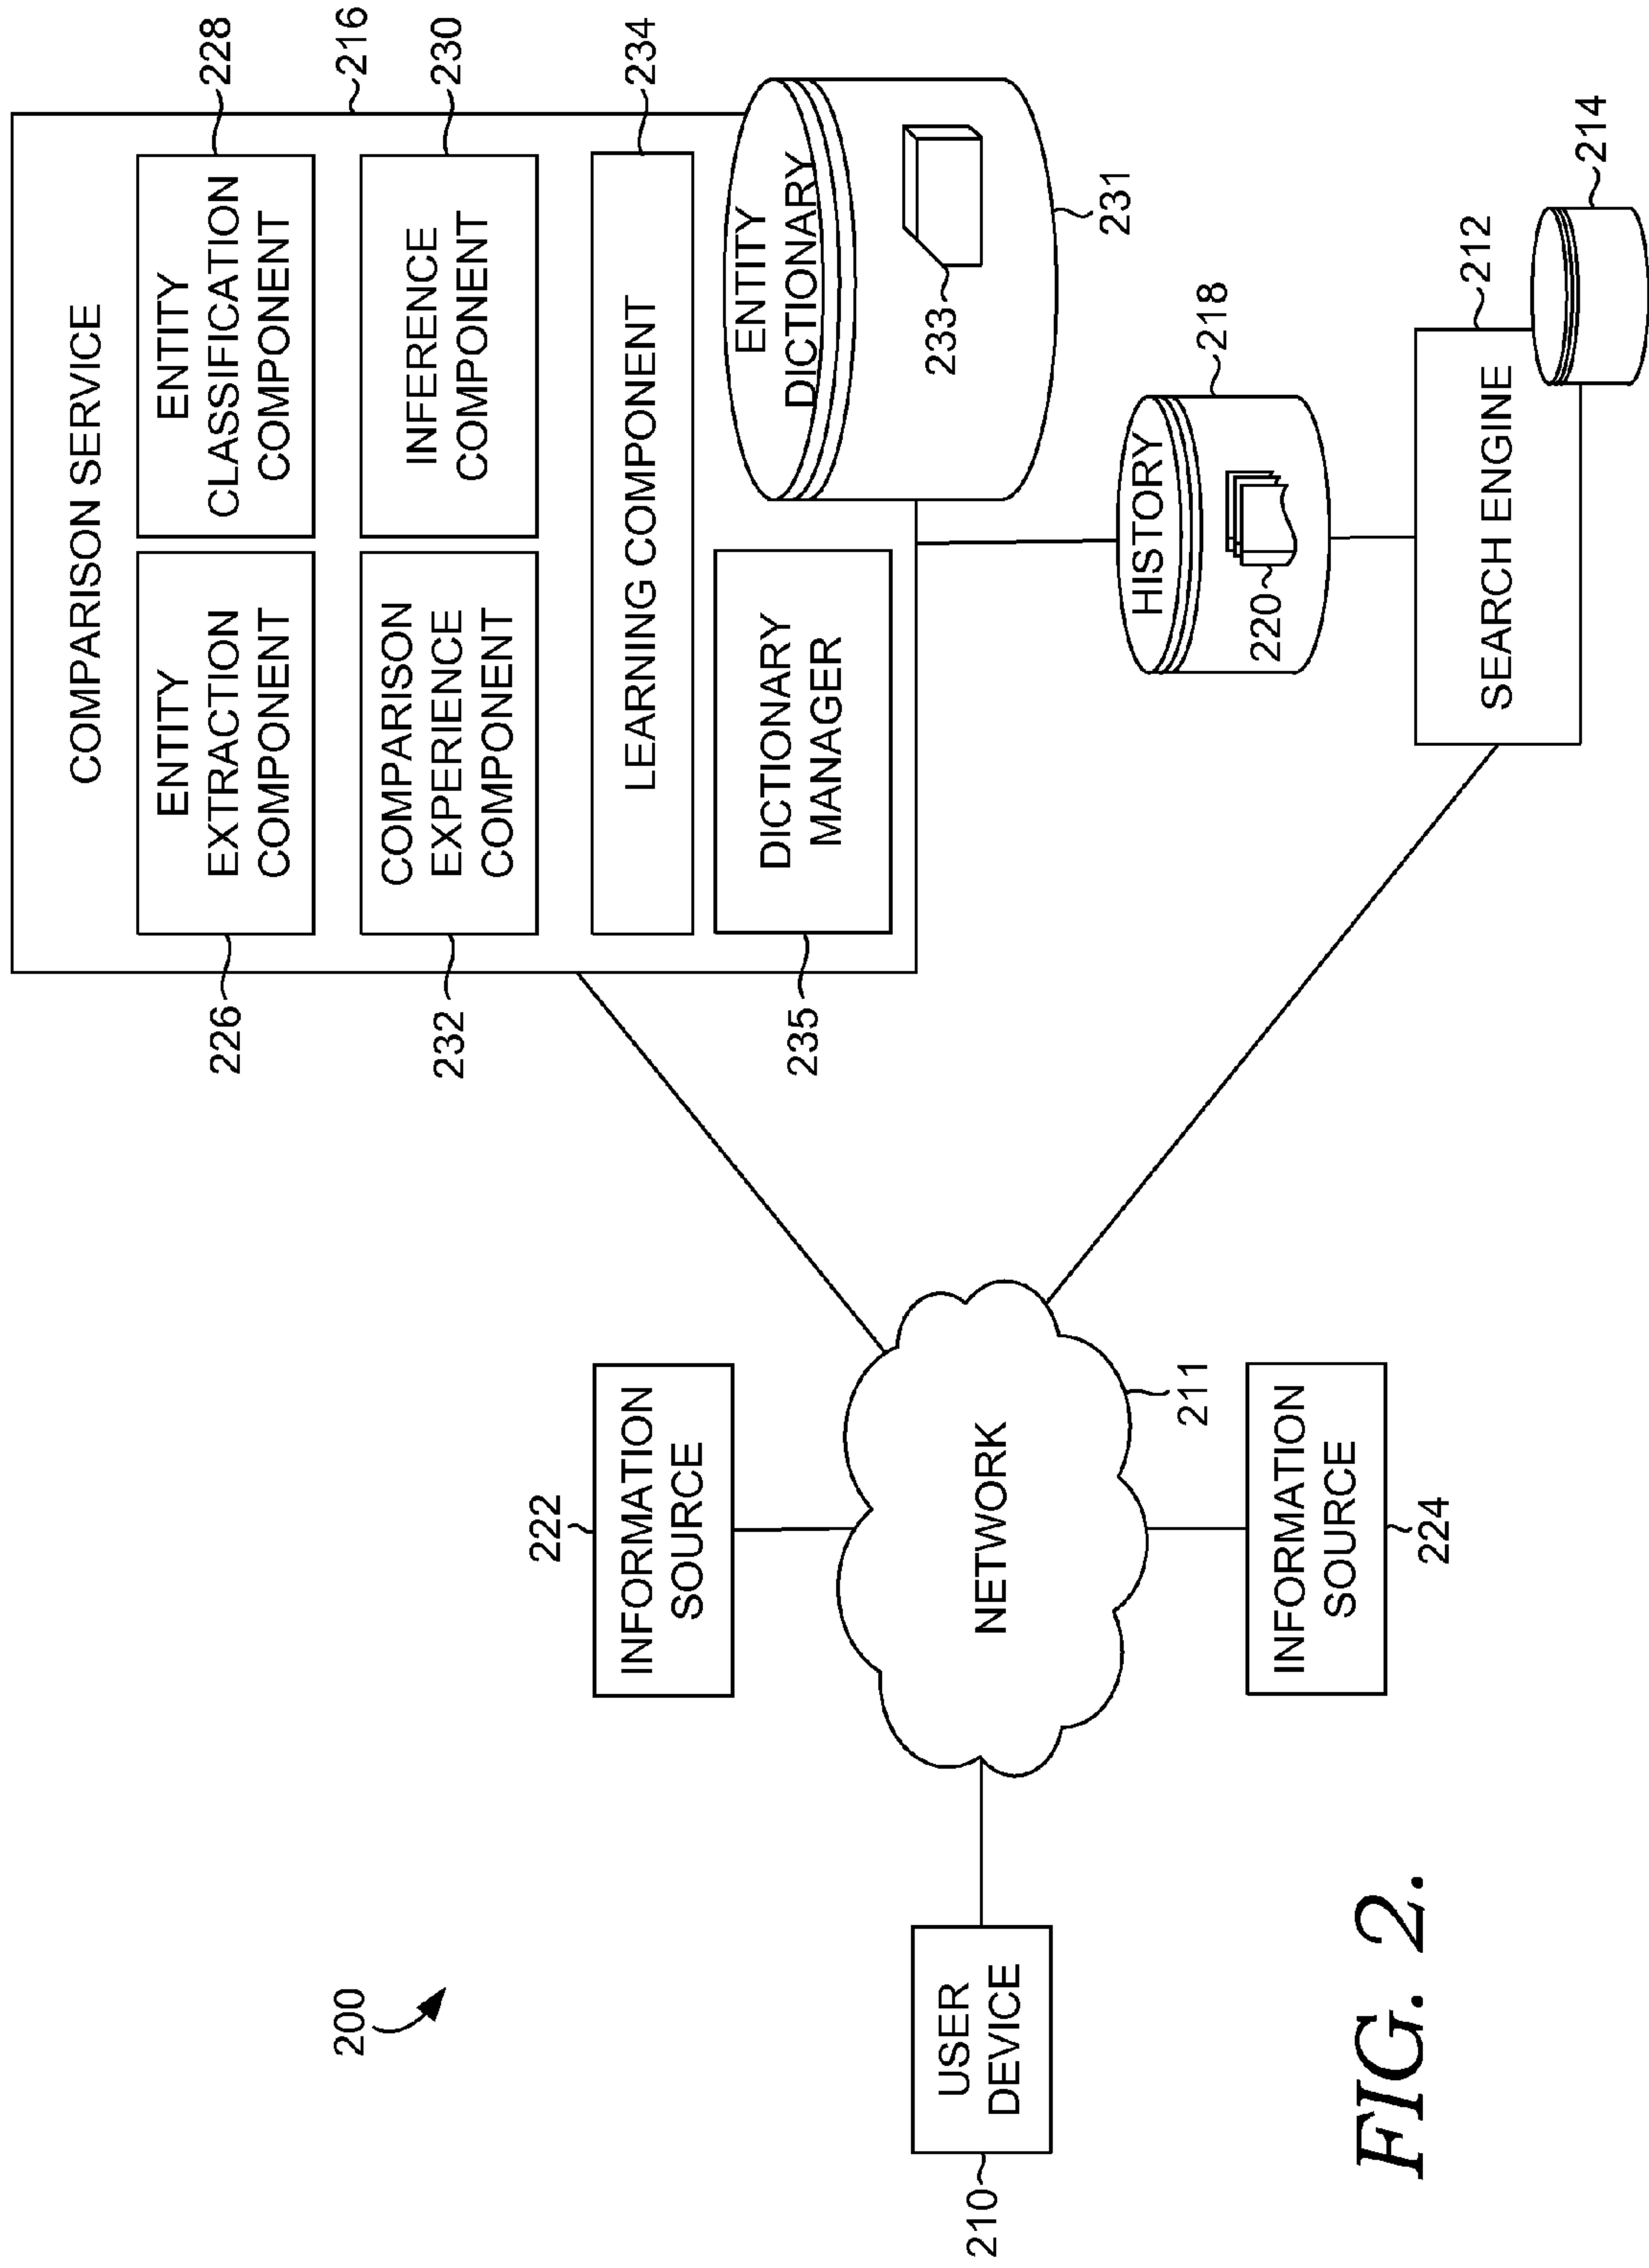 200
COMPARISON SERVICE
216
ENTITY
EXTRACTION
COMPONENT
226
ENTITY
CLASSIFICATION
COMPONENT
228
COMPARISON
EXPERIENCE
COMPONENT
232
INFERENCE
COMPONENT
230
LEARNING COMPONENT
234
DICTIONARY
MANAGER
235
ENTITY
DICTIONARY
233
231
222
INFORMATION
SOURCE
USER
DEVICE
210
NETWORK
211
HISTORY
218
220
INFORMATION
SOURCE
224
SEARCH ENGINE
212
214
FIG. 2.